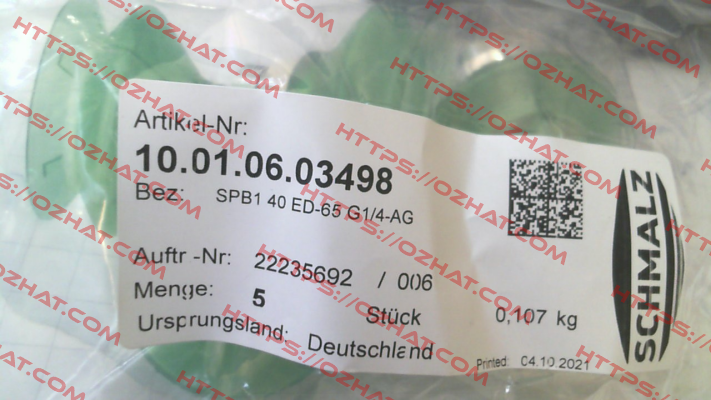 Artikel-Nr:
10.01.06.03498
Bez: SPB1 40 ED-65 G1/4-AG
Auftr -Nr: 22235692 / 006
Menge: 5 Stück 0,107 kg
Ursprungsland: Deutschland
Printed: 04.10.2021
SCHMALZ
HTTPS://OZHAT.COM